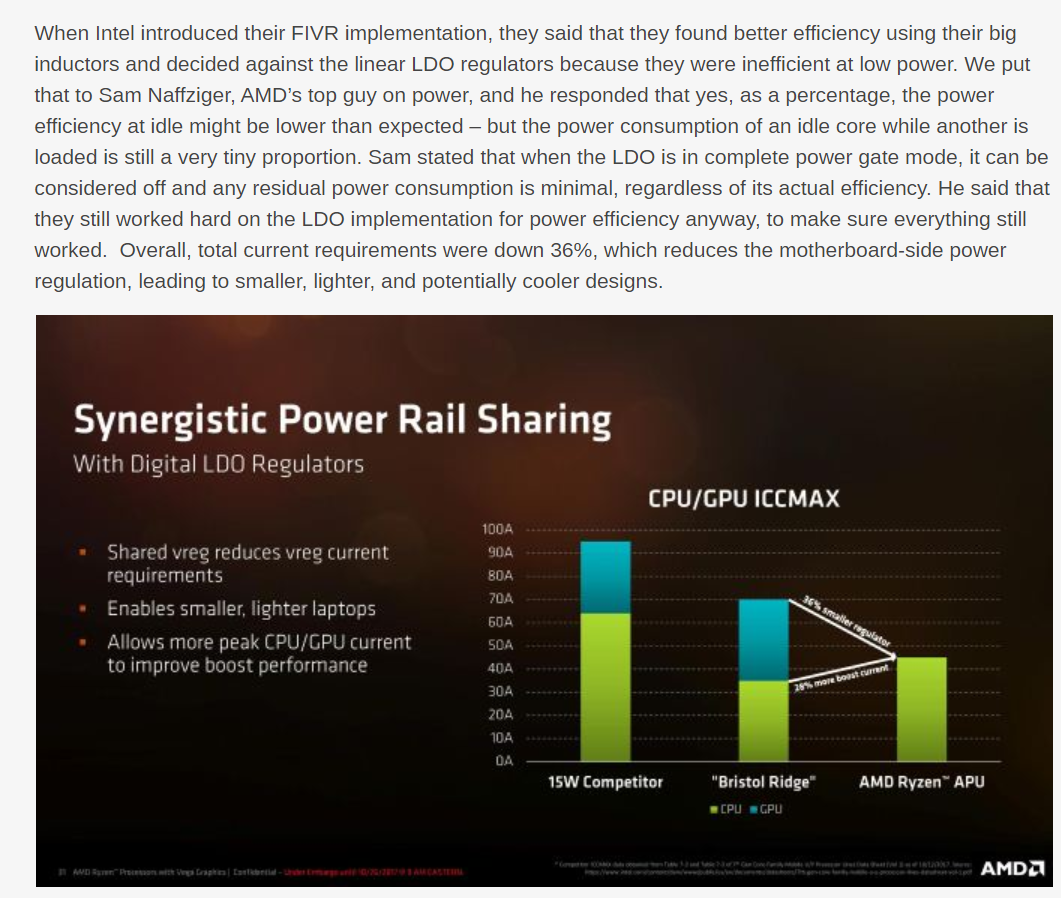 When Intel introduced their FIVR implementation, they said that they found better efficiency using their big
inductors and decided against the linear LDO regulators because they were inefficient at low power. We put
that to Sam Naffziger, AMD’s top guy on power, and he responded that yes, as a percentage, the power
efficiency at idle might be lower than expected – but the power consumption of an idle core while another is
loaded is still a very tiny proportion. Sam stated that when the LDO is in complete power gate mode, it can be
considered off and any residual power consumption is minimal, regardless of its actual efficiency. He said that
they still worked hard on the LDO implementation for power efficiency anyway, to make sure everything still
worked.  Overall, total current requirements were down 36%, which reduces the motherboard-side power
regulation, leading to smaller, lighter, and potentially cooler designs.
Synergistic Power Rail Sharing
With Digital LDO Regulators
▪ Shared vreg reduces vreg current
requirements
▪ Enables smaller, lighter laptops
▪ Allows more peak CPU/GPU current
to improve boost performance
CPU/GPU ICCMAX
100A
90A
80A
70A
60A
50A
40A
30A
20A
10A
0A
36% smaller regulator
28% more boost current
15W Competitor
"Bristol Ridge"
AMD Ryzen™ APU
CPU GPU
31 AMD Ryzen™ Processors with Vega Graphics | Confidential –
AMD